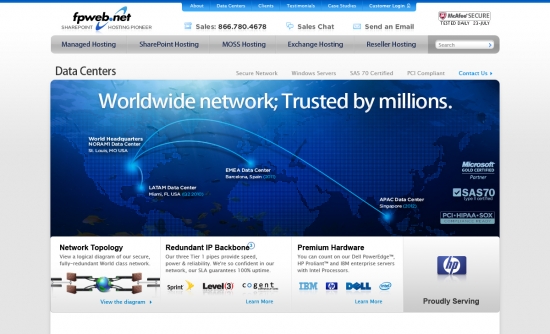 About Data Centers Clients Testimonials Case Studies Customer Login
fpweb.net
SHAREPOINT HOSTING PIONEER
Sales: 866.780.4678 Sales Chat Send an Email
McAfee SECURE
TESTED DAILY 23-JULY
Managed Hosting SharePoint Hosting MOSS Hosting Exchange Hosting Reseller Hosting Search
Data Centers
Secure Network Windows Servers SAS 70 Certified PCI Compliant Contact Us »
Worldwide network; Trusted by millions.
World Headquarters
NORAM1 Data Center
St. Louis, MO USA
EMEA Data Center
Barcelona, Spain (2011)
LATAM Data Center
Miami, FL USA (Q3 2010)
APAC Data Center
Singapore (2012)
Microsoft
GOLD CERTIFIED
Partner
SAS70
Type II certified
PCI-HIPAA-SOX
Network Topology
View a logical diagram of our secure,
fully-redundant World class network.
View the diagram »
Redundant IP Backbone
Our three Tier 1 pipes provide speed,
power & reliability. We're so confident in
our network, our SLA guarantees 100% uptime.
Sprint Level(3) cogent
Learn More
Premium Hardware
You can count on our Dell PowerEdge™,
HP Proliant™ and IBM enterprise servers
with Intel Processors.
IBM hp DELL intel
Learn More
hp
Proudly Serving